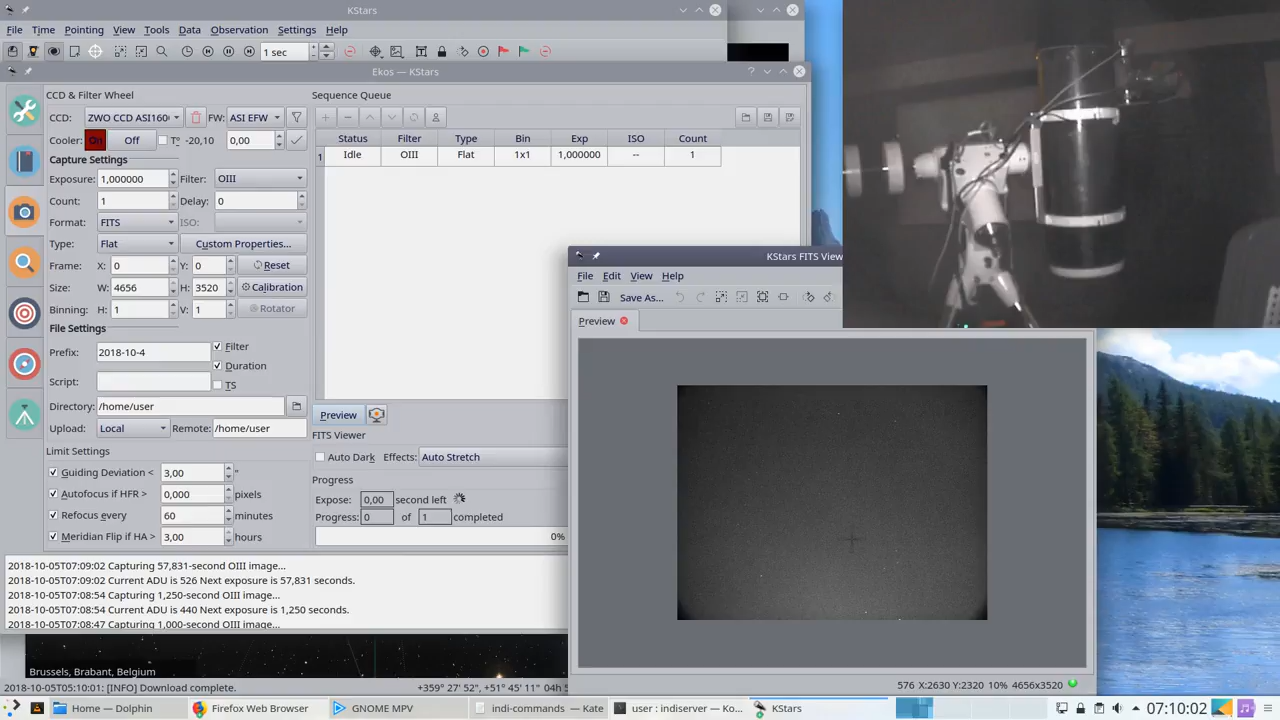 KStars
File Time Pointing View Tools Data Observation Settings Help
1 sec
Ekos — KStars
CCD & Filter Wheel
CCD: ZWO CCD ASI160 FW: ASI EFW
Cooler: On Off T° -20,10 0,00
Capture Settings
Exposure: 1,000000 Filter: OIII
Count: 1 Delay: 0
Format: FITS ISO:
Type: Flat Custom Properties...
Frame: X: 0 Y: 0 Reset
Size: W: 4656 H: 3520 Calibration
Binning: H: 1 V: 1 Rotator
File Settings
Prefix: 2018-10-4 Filter
Duration
Script: TS
Directory: /home/user
Upload: Local Remote: /home/user
Limit Settings
Guiding Deviation < 3,00 "
Autofocus if HFR > 0,000 pixels
Refocus every 60 minutes
Meridian Flip if HA > 3,00 hours
Sequence Queue
Status Filter Type Bin Exp ISO Count
1 Idle OIII Flat 1x1 1,000000 -- 1
Preview
FITS Viewer
Auto Dark Effects: Auto Stretch
Progress
Expose: 0,00 second left
Progress: 0 of 1 completed
0%
2018-10-05T07:09:02 Capturing 57,831-second OIII image...
2018-10-05T07:09:02 Current ADU is 526 Next exposure is 57,831 seconds.
2018-10-05T07:08:54 Capturing 1,250-second OIII image...
2018-10-05T07:08:54 Current ADU is 440 Next exposure is 1,250 seconds.
2018-10-05T07:08:47 Capturing 1,000-second OIII image...
KStars FITS View
File Edit View Help
Save As...
Preview
576 X:2630 Y:2320 10% 4656x3520
Brussels, Brabant, Belgium
2018-10-05T05:10:01: [INFO] Download complete. +359° 27' 52", +51° 45' 11" 04h 5
Home — Dolphin Firefox Web Browser GNOME MPV indi-commands — Kate user : indiserver — Ko... KStars 07:10:02